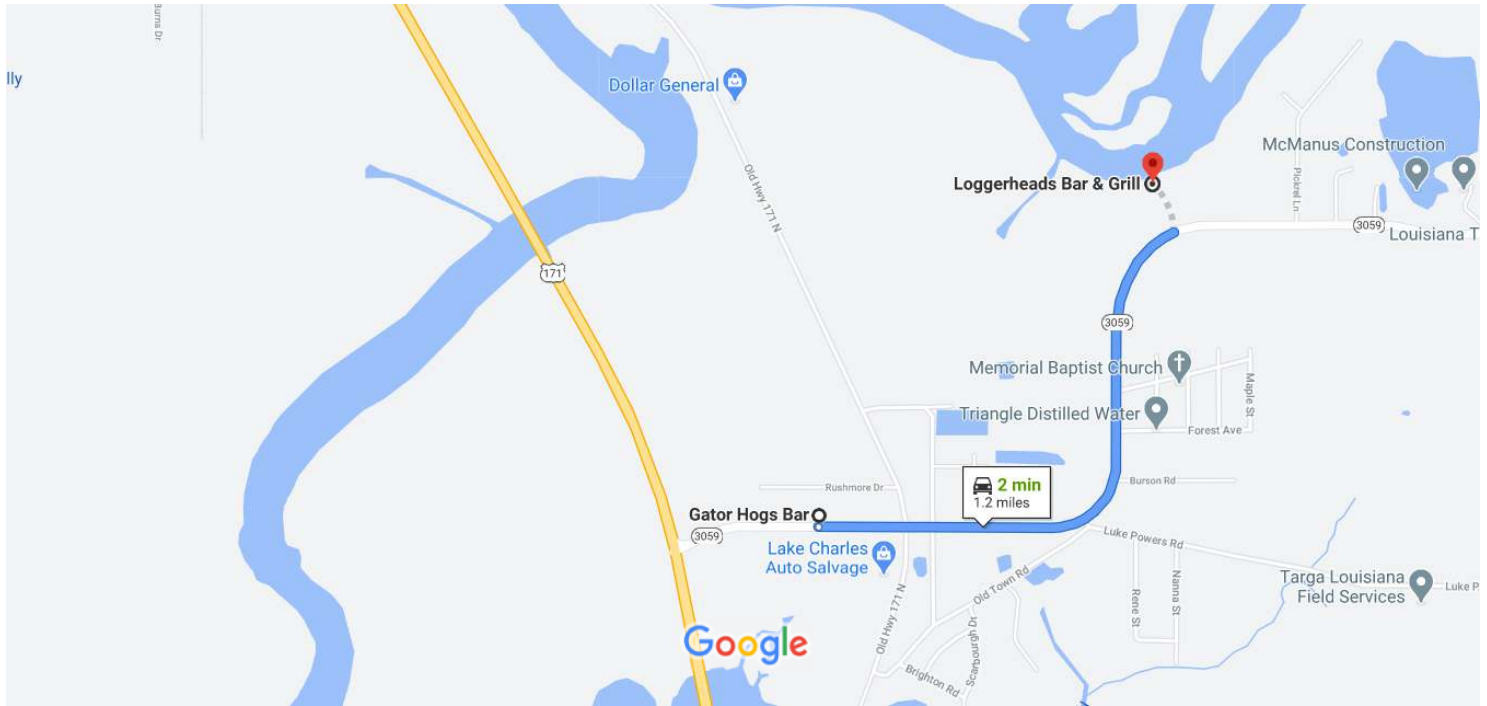 Burns Dr
lly
Dollar General
Old Hwy 171 N
McManus Construction
Loggerheads Bar & Grill
Pickrel Ln
3059
Louisiana T
171
3059
Memorial Baptist Church
Maple St
Triangle Distilled Water
Forest Ave
Rushmore Dr
2 min
1.2 miles
Burson Rd
Gator Hogs Bar
3059
Lake Charles
Auto Salvage
Luke Powers Rd
Old Town Rd
Targa Louisiana
Field Services
Luke P
Rene St
Nanna St
Old Hwy 171 N
Scarbourgh Dr
Google
Brighton Rd